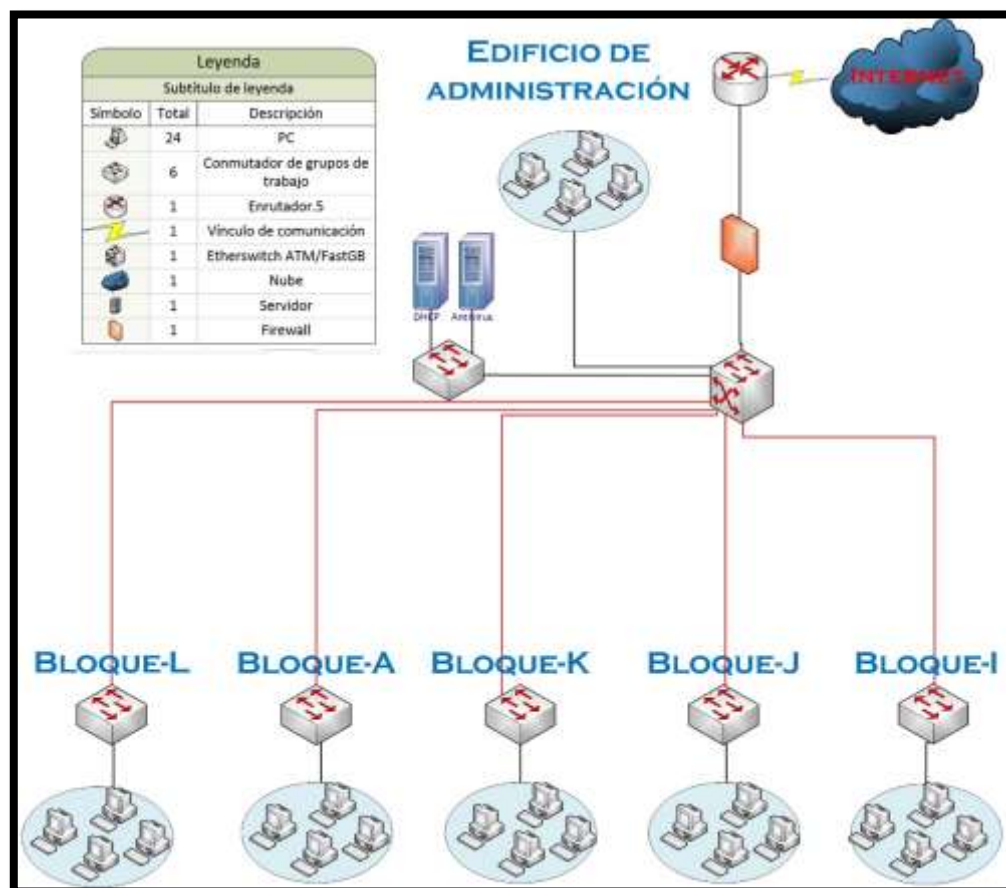 Leyenda
Subtítulo de leyenda
Símbolo Total Descripción
24 PC
6 Conmutador de grupos de
trabajo
1 Enrutador.5
1 Vínculo de comunicación
1 Etherswitch ATM/FastGB
1 Nube
1 Servidor
1 Firewall
EDIFICIO DE
ADMINISTRACIÓN
INTERNET
DHCP Antivirus
BLOQUE-L BLOQUE-A BLOQUE-K BLOQUE-J BLOQUE-I